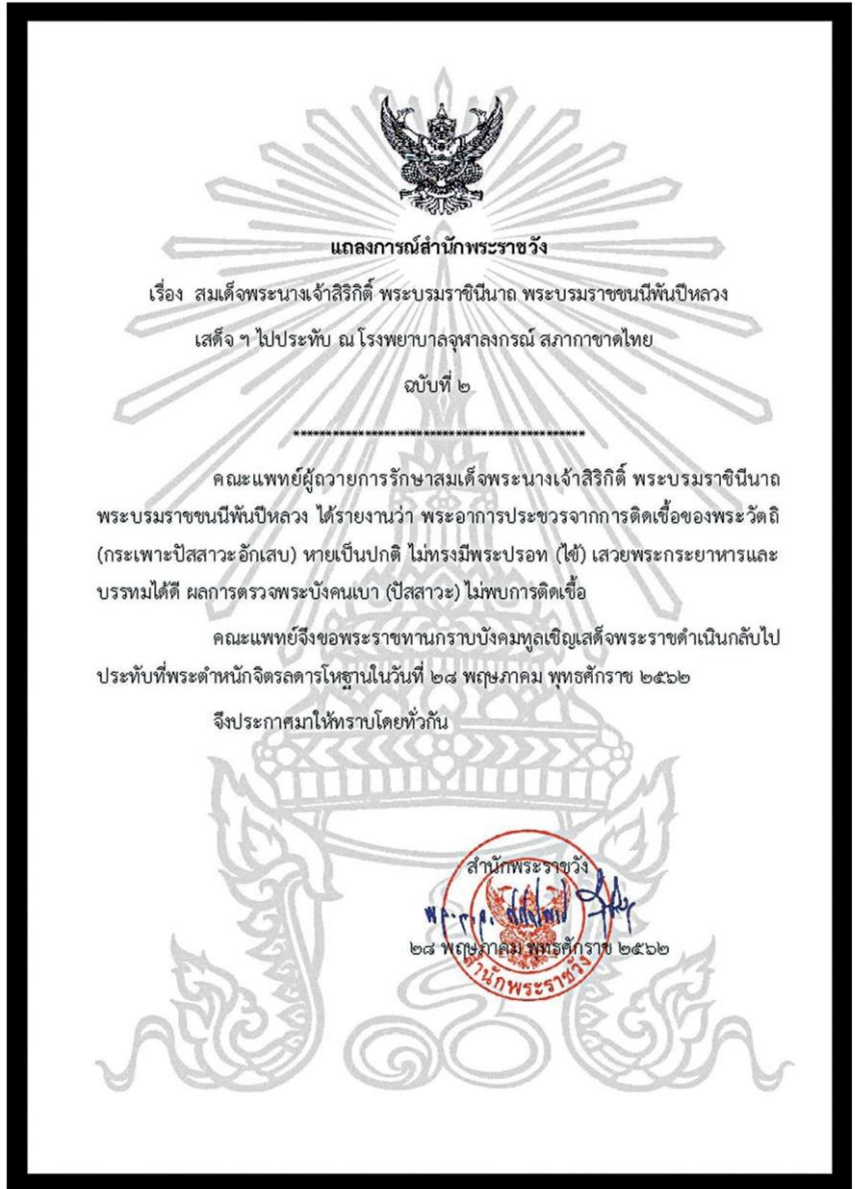 แถลงการณ์สำนักพระราชวัง
เรื่อง สมเด็จพระนางเจ้าสิริกิติ์ พระบรมราชินีนาถ พระบรมราชชนนีพันปีหลวง
เสด็จ ฯ ไปประทับ ณ โรงพยาบาลจุฬาลงกรณ์ สภากาชาดไทย
ฉบับที่ ๒
คณะแพทย์ผู้ถวายการรักษาสมเด็จพระนางเจ้าสิริกิติ์ พระบรมราชินีนาถ
พระบรมราชชนนีพันปีหลวง ได้รายงานว่า พระอาการประชวรจากการติดเชื้อของพระวัตถิ
(กระเพาะปัสสาวะอักเสบ) หายเป็นปกติ ไม่ทรงมีพระปรอท (ไข้) เสวยพระกระยาหารและ
บรรทมได้ดี ผลการตรวจพระบังคนเบา (ปัสสาวะ) ไม่พบการติดเชื้อ
คณะแพทย์จึงขอพระราชทานกราบบังคมทูลเชิญเสด็จพระราชดำเนินกลับไป
ประทับที่พระตำหนักจิตรลดารโหฐานในวันที่ ๒๘ พฤษภาคม พุทธศักราช ๒๕๖๒
จึงประกาศมาให้ทราบโดยทั่วกัน
สำนักพระราชวัง
๒๘ พฤษภาคม พุทธศักราช ๒๕๖๒
สำนักพระราชวัง